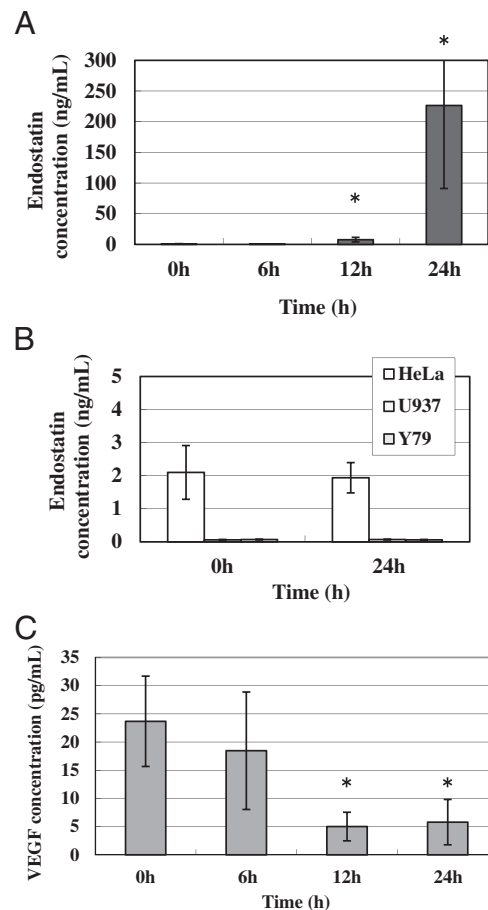 A
Endostatin
concentration (ng/mL)
300
250
200
150
100
50
0
*
*
0h 6h 12h 24h
Time (h)
B
Endostatin
concentration (ng/mL)
5
4
3
2
1
0
HeLa
U937
Y79
0h 24h
Time (h)
C
VEGF concentration (pg/mL)
35
30
25
20
15
10
5
0
* *
0h 6h 12h 24h
Time (h)